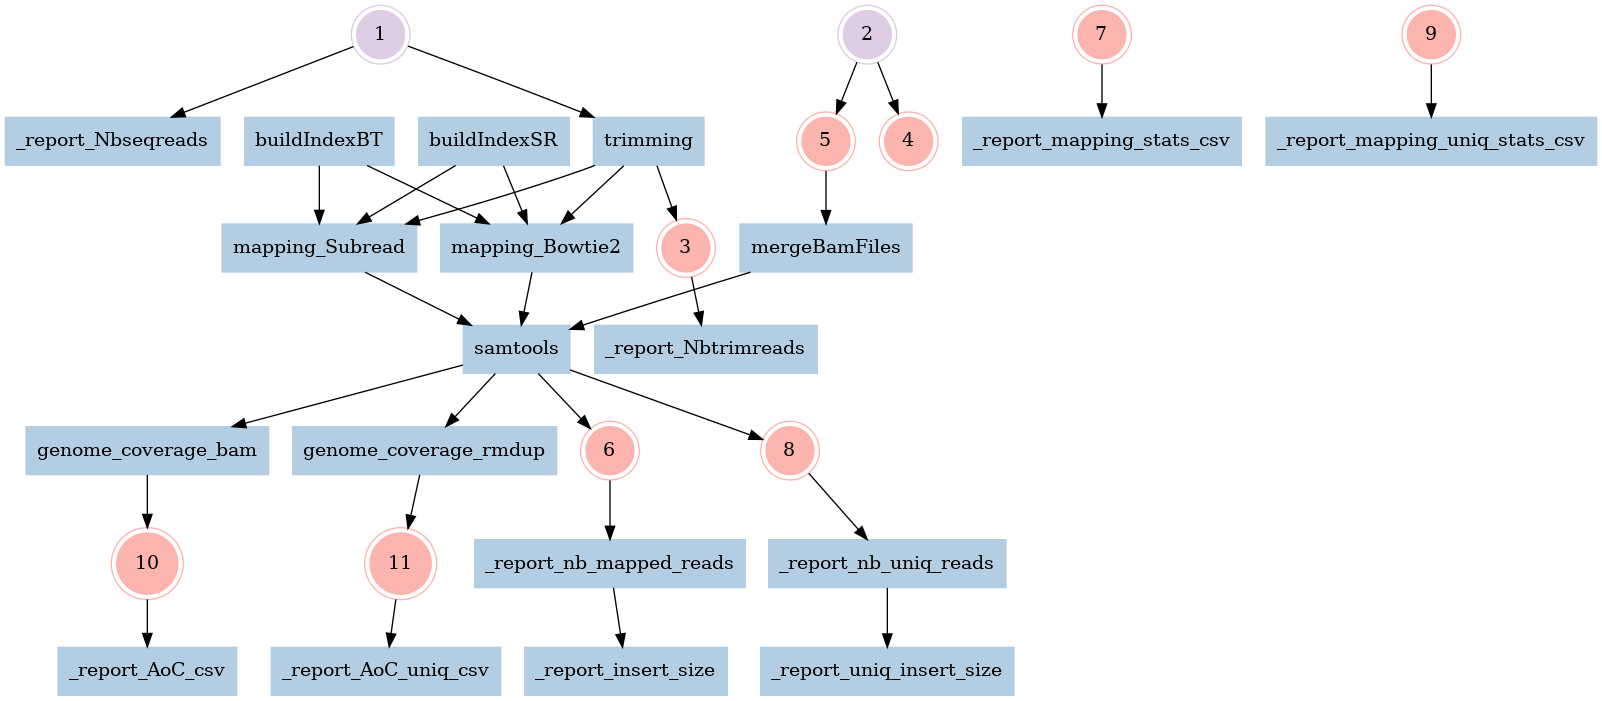 1
2
7
9
_report_Nbseqreads
buildIndexBT
buildIndexSR
trimming
5
4
_report_mapping_stats_csv
_report_mapping_uniq_stats_csv
mapping_Subread
mapping_Bowtie2
3
mergeBamFiles
samtools
_report_Nbtrimreads
genome_coverage_bam
genome_coverage_rmdup
6
8
10
11
_report_nb_mapped_reads
_report_nb_uniq_reads
_report_AoC_csv
_report_AoC_uniq_csv
_report_insert_size
_report_uniq_insert_size